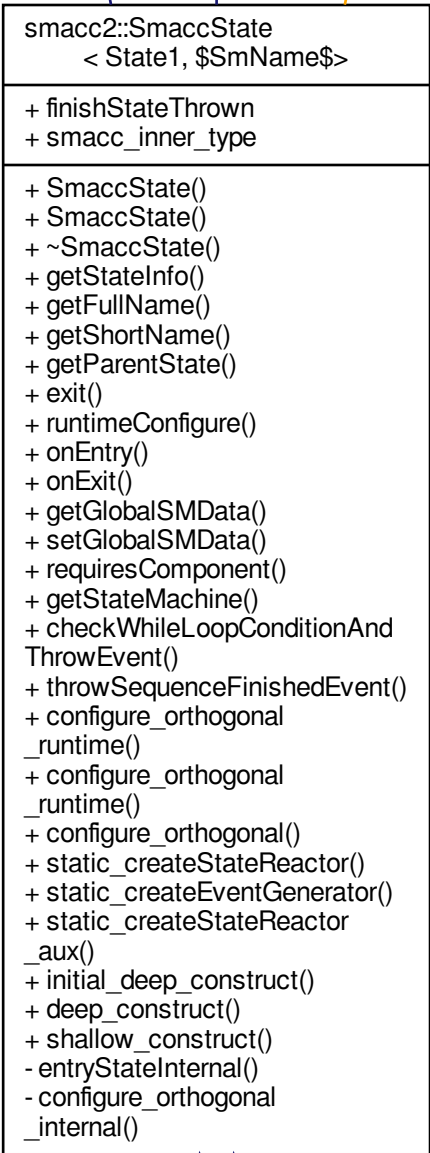 smacc2::SmaccState
< State1, $SmName$>
+ finishStateThrown
+ smacc_inner_type
+ SmaccState()
+ SmaccState()
+ ~SmaccState()
+ getStateInfo()
+ getFullName()
+ getShortName()
+ getParentState()
+ exit()
+ runtimeConfigure()
+ onEntry()
+ onExit()
+ getGlobalSMData()
+ setGlobalSMData()
+ requiresComponent()
+ getStateMachine()
+ checkWhileLoopConditionAnd
ThrowEvent()
+ throwSequenceFinishedEvent()
+ configure_orthogonal
_runtime()
+ configure_orthogonal
_runtime()
+ configure_orthogonal()
+ static_createStateReactor()
+ static_createEventGenerator()
+ static_createStateReactor
_aux()
+ initial_deep_construct()
+ deep_construct()
+ shallow_construct()
- entryStateInternal()
- configure_orthogonal
_internal()